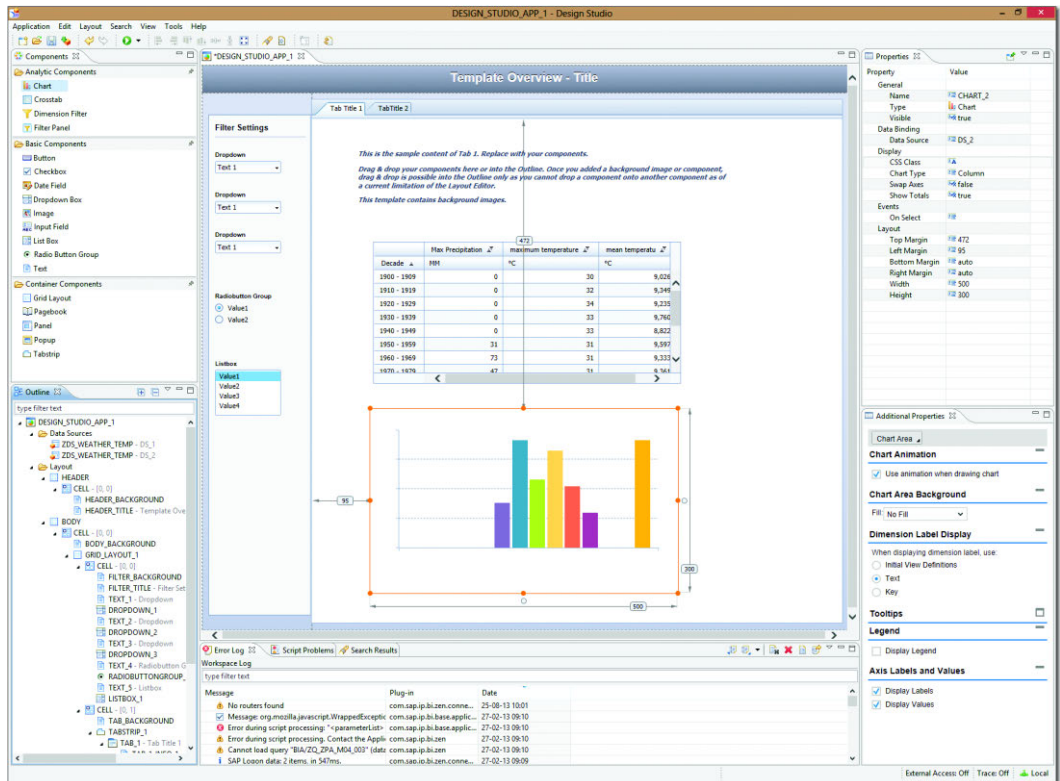 DESIGN_STUDIO_APP_1 - Design Studio
Application Edit Layout Search View Tools Help
Components
Analytic Components
Chart
Crosstab
Dimension Filter
Filter Panel
Basic Components
Button
Checkbox
Date Field
Dropdown Box
Image
Input Field
List Box
Radio Button Group
Text
Container Components
Grid Layout
Pagebook
Panel
Popup
Tabstrip
Outline
type filter text
DESIGN_STUDIO_APP_1
Data Sources
ZDS_WEATHER_TEMP - DS_1
ZDS_WEATHER_TEMP - DS_2
Layout
HEADER
CELL - [0, 0]
HEADER_BACKGROUND
HEADER_TITLE - Template Ove
BODY
CELL - [0, 0]
BODY_BACKGROUND
GRID_LAYOUT_1
CELL - [0, 0]
FILTER_BACKGROUND
FILTER_TITLE - Filter Set
TEXT_1 - Dropdown
DROPDOWN_1
TEXT_2 - Dropdown
DROPDOWN_2
TEXT_3 - Dropdown
DROPDOWN_3
TEXT_4 - Radiobutton G
RADIOBUTTONGROUP_
TEXT_5 - Listbox
LISTBOX_1
CELL - [0, 1]
TAB_BACKGROUND
TABSTRIP_1
TAB_1 - Tab Title 1
*DESIGN_STUDIO_APP_1
Template Overview - Title
Filter Settings
Dropdown
Text 1
Dropdown
Text 1
Dropdown
Text 1
Radiobutton Group
Value1
Value2
Listbox
Value1
Value2
Value3
Value4
Tab Title 1 TabTitle 2
This is the sample content of Tab 1. Replace with your components.
Drag & drop your components here or into the Outline. Once you added a background image or component,
drag & drop is possible into the Outline only as you cannot drop a component onto another component as of
a current limitation of the Layout Editor.
This template contains background images.
472
Max Precipitation maximum temperature mean temperatu
Decade MM °C °C
1900 - 1909 0 30 9,026
1910 - 1919 0 32 9,349
1920 - 1929 0 34 9,235
1930 - 1939 0 33 9,760
1940 - 1949 0 33 8,822
1950 - 1959 31 31 9,597
1960 - 1969 73 31 9,333
1970 - 1979 47 31 9,361
95
300
500
Error Log Script Problems Search Results
Workspace Log
type filter text
Message Plug-in Date
No routers found com.sap.ip.bi.zen.conne... 25-08-13 10:01
Message: org.mozilla.javascript.WrappedExceptic com.sap.ip.bi.base.applic... 27-02-13 09:10
Error during script processing: "<parameterList> com.sap.ip.bi.base.applic... 27-02-13 09:10
Error during script processing. Contact the Appli com.sap.ip.bi.zen 27-02-13 09:10
Cannot load query "BIA/ZQ_ZPA_M04_003" (data com.sap.ip.bi.zen 27-02-13 09:10
SAP Logon data: 2 items, in 547ms. com.sap.ip.bi.zen.conne... 27-02-13 09:09
Properties
Property Value
General
Name CHART_2
Type Chart
Visible true
Data Binding
Data Source DS_2
Display
CSS Class
Chart Type Column
Swap Axes false
Show Totals true
Events
On Select
Layout
Top Margin 472
Left Margin 95
Bottom Margin auto
Right Margin auto
Width 500
Height 300
Additional Properties
Chart Area
Chart Animation
Use animation when drawing chart
Chart Area Background
Fill: No Fill
Dimension Label Display
When displaying dimension label, use:
Initial View Definitions
Text
Key
Tooltips
Legend
Display Legend
Axis Labels and Values
Display Labels
Display Values
External Access: Off Trace: Off Local